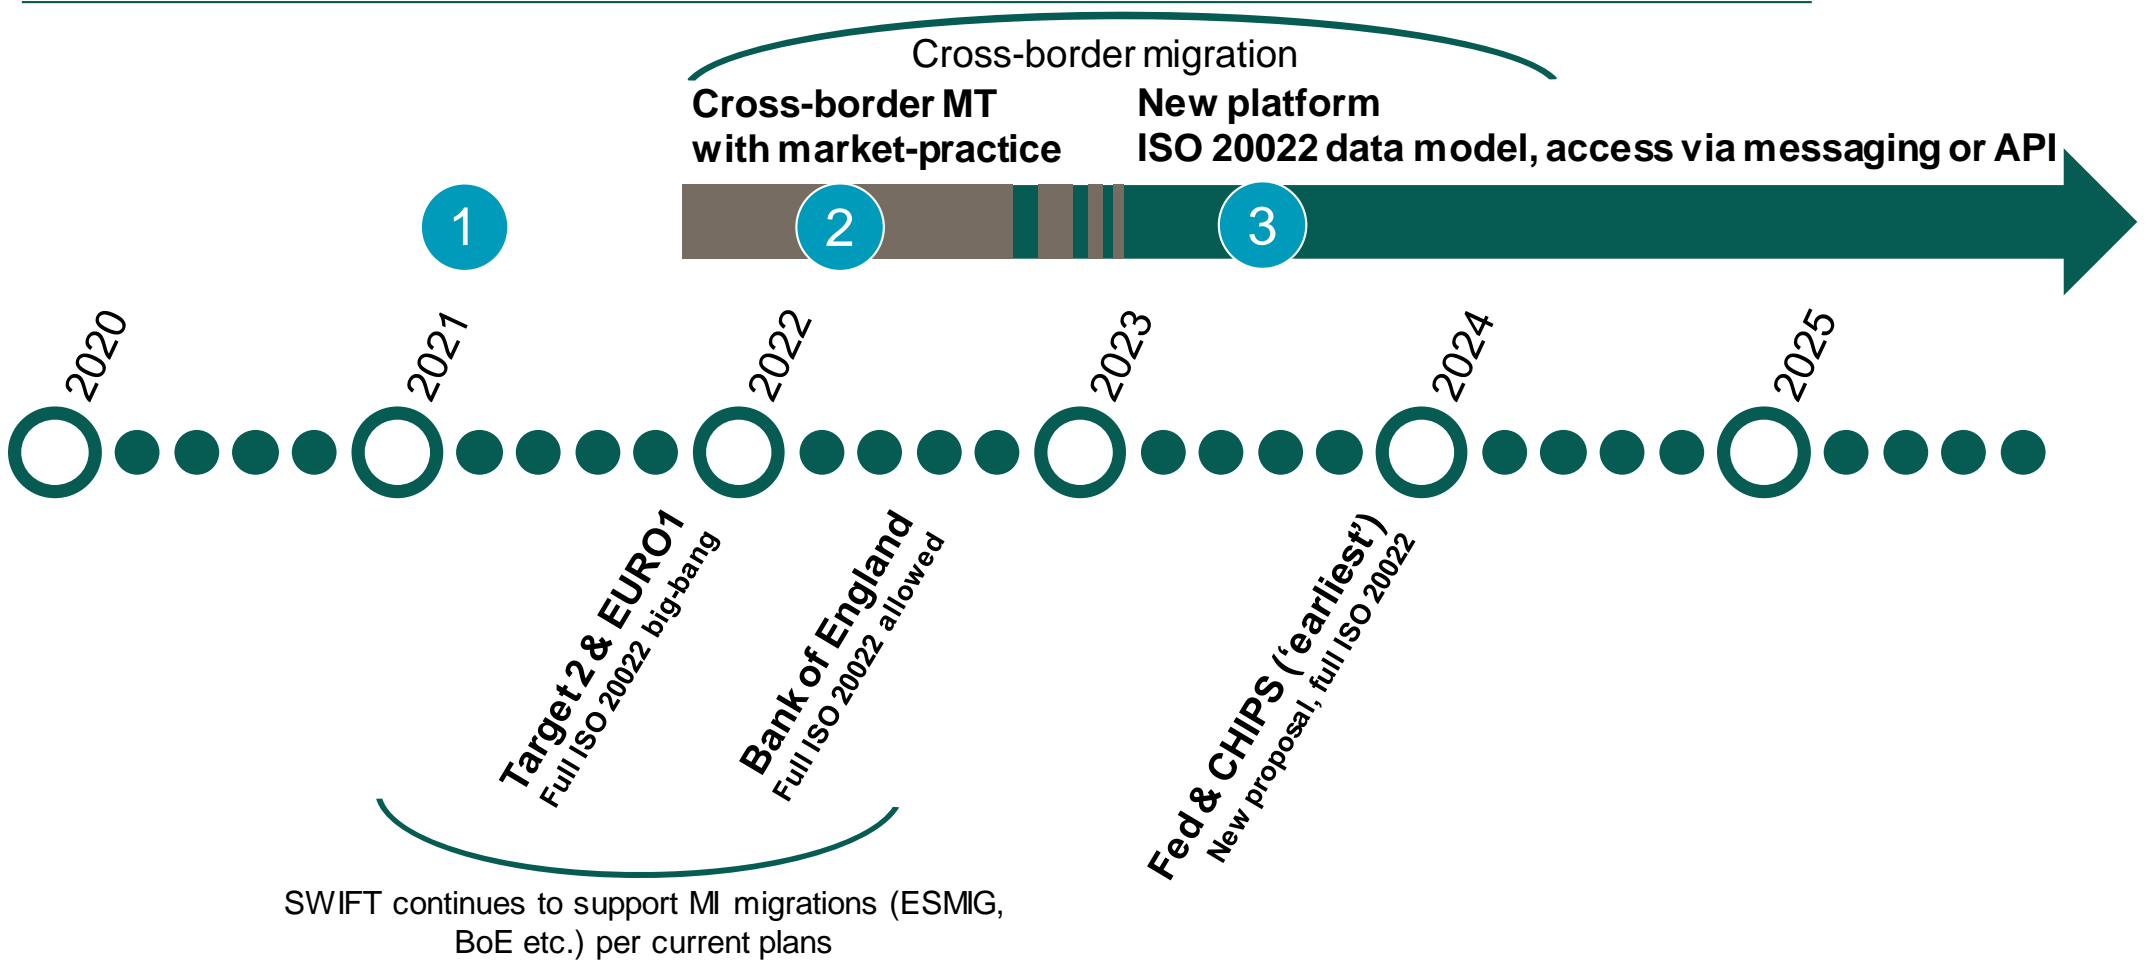 Cross-border migration
Cross-border MT
with market-practice
New platform
ISO 20022 data model, access via messaging or API
1
2
3
2020
2021
2022
2023
2024
2025
Target 2 & EURO1
Full ISO 20022 big-bang
Bank of England
Full ISO 20022 allowed
Fed & CHIPS (‘earliest’)
New proposal, full ISO 20022
SWIFT continues to support MI migrations (ESMIG,
BoE etc.) per current plans